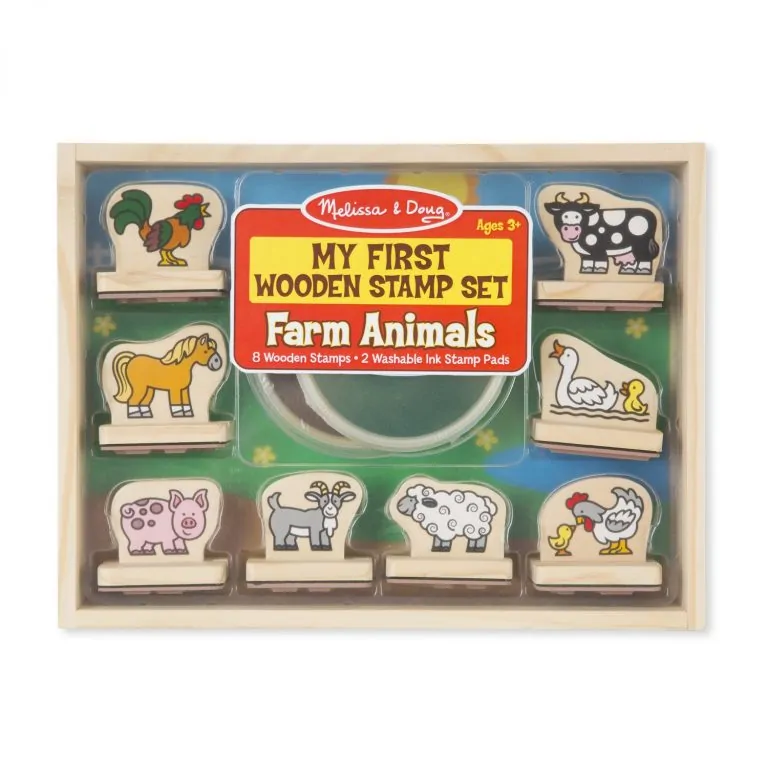 Melissa & Doug®
Ages 3+
MY FIRST
WOODEN STAMP SET
Farm Animals
8 Wooden Stamps • 2 Washable Ink Stamp Pads